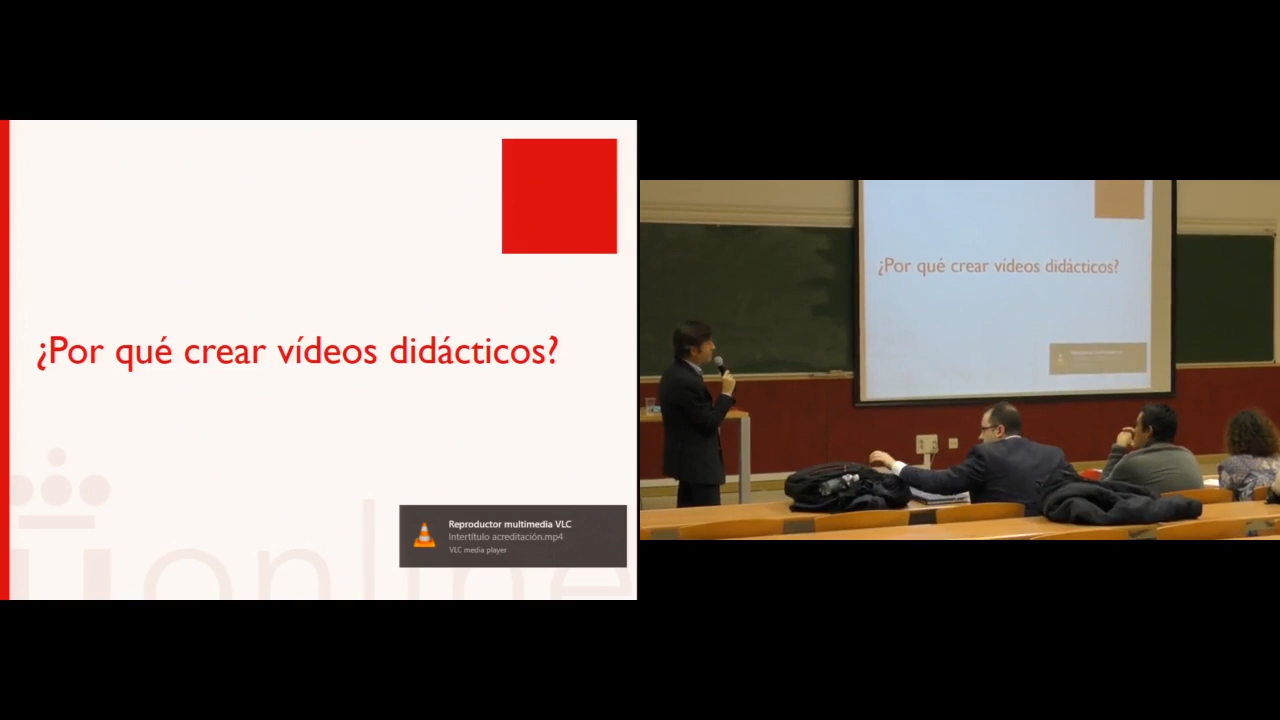 ¿Por qué crear vídeos didácticos?
Reproductor multimedia VLC
Intertítulo acreditación.mp4
VLC media player
online
¿Por qué crear vídeos didácticos?